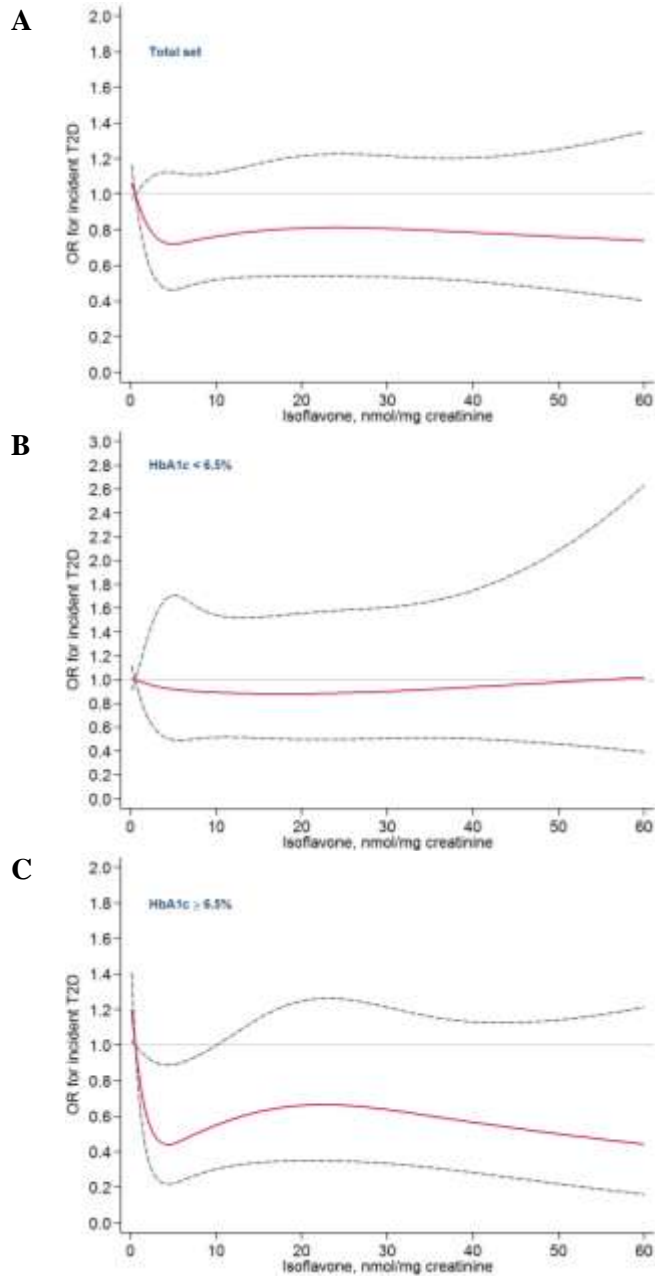 A
Total set
OR for incident T2D
2.0
1.8
1.6
1.4
1.2
1.0
0.8
0.6
0.4
0.2
0.0
0 10 20 30 40 50 60
Isoflavone, nmol/mg creatinine
B
HbA1c < 6.5%
OR for incident T2D
3.0
2.8
2.6
2.4
2.2
2.0
1.8
1.6
1.4
1.2
1.0
0.8
0.6
0.4
0.2
0.0
0 10 20 30 40 50 60
Isoflavone, nmol/mg creatinine
C
HbA1c ≥ 6.5%
OR for incident T2D
2.0
1.8
1.6
1.4
1.2
1.0
0.8
0.6
0.4
0.2
0.0
0 10 20 30 40 50 60
Isoflavone, nmol/mg creatinine